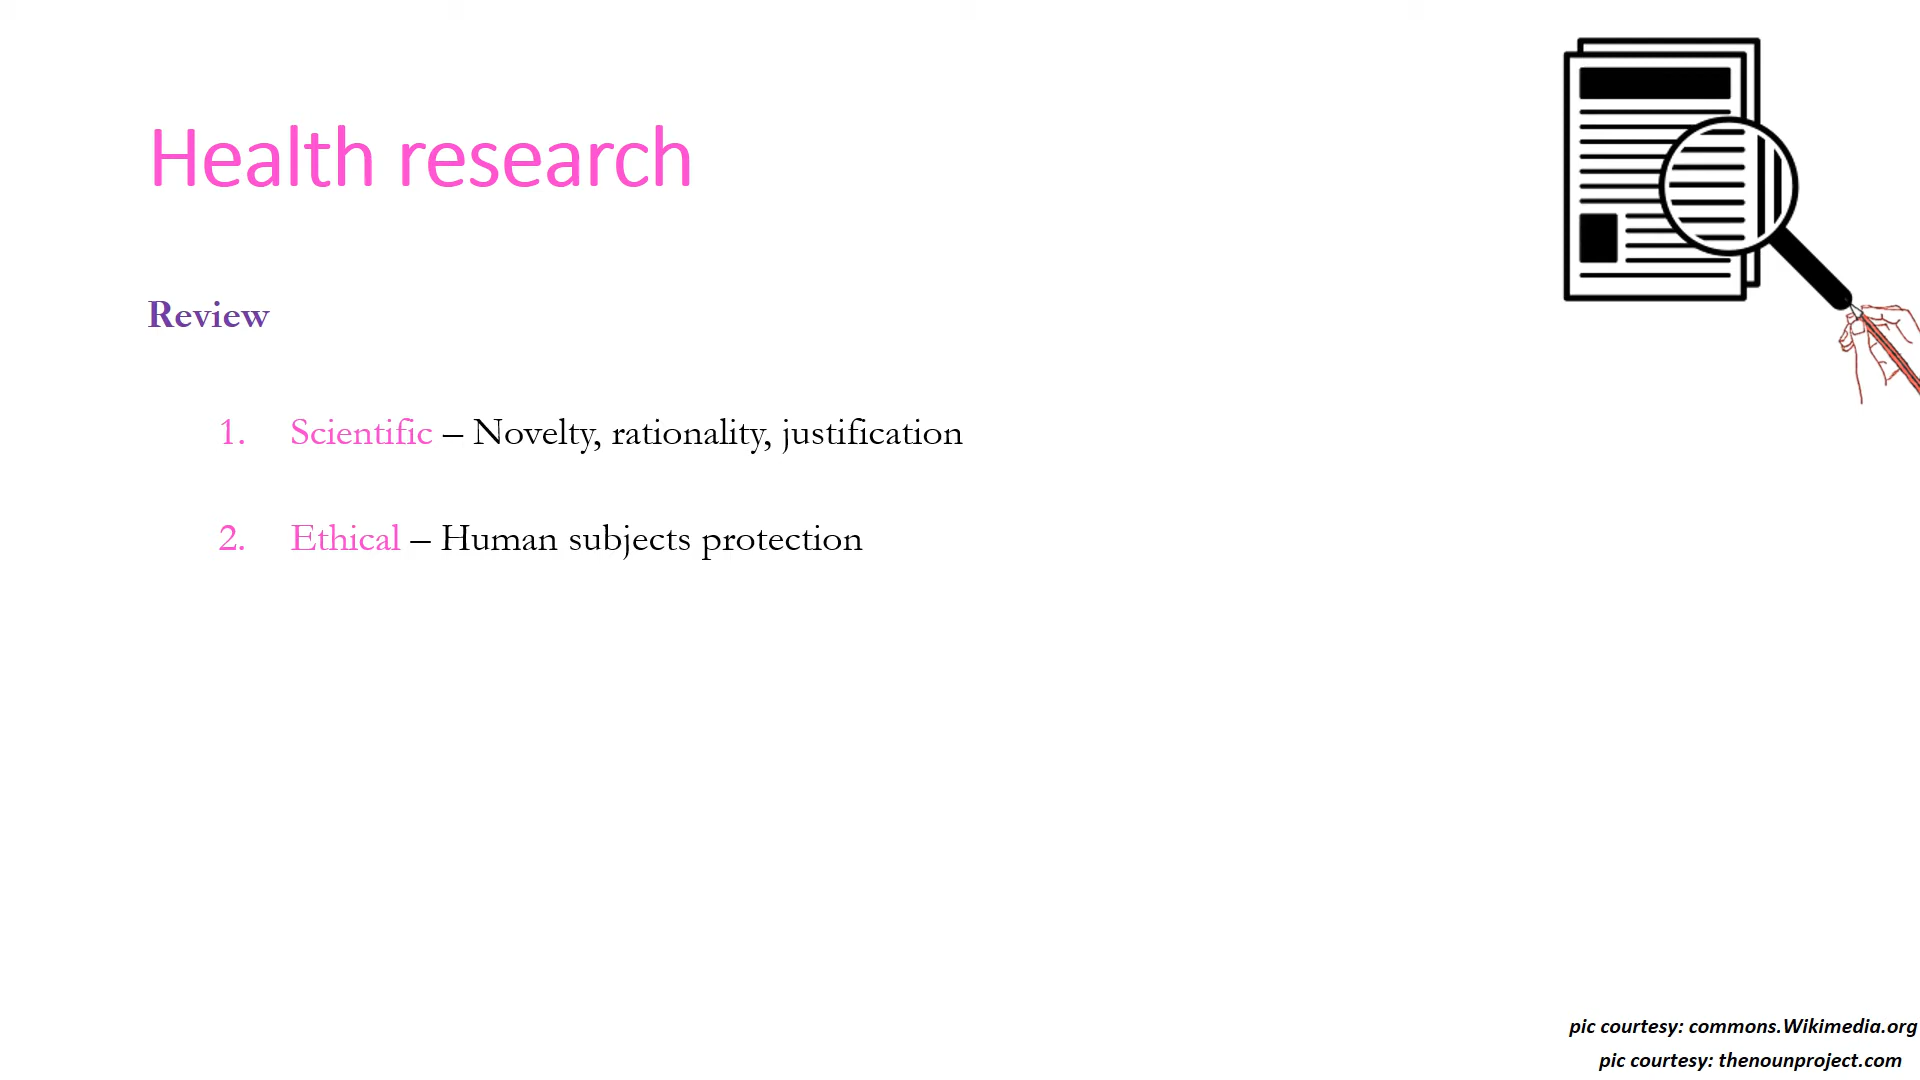 Health research
Review
1. Scientific – Novelty, rationality, justification
2. Ethical – Human subjects protection
pic courtesy: commons.Wikimedia.org
pic courtesy: thenounproject.com